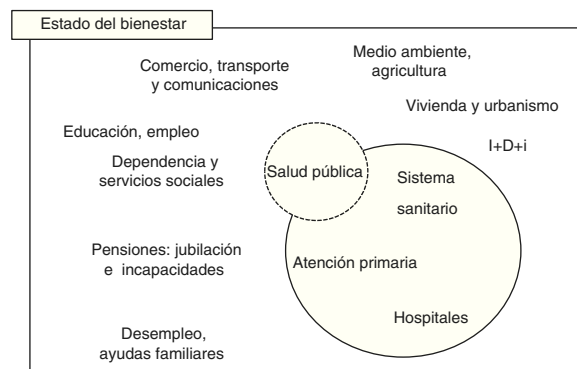 Estado del bienestar
Comercio, transporte
y comunicaciones
Medio ambiente,
agricultura
Vivienda y urbanismo
Educación, empleo
I+D+i
Dependencia y
servicios sociales
Salud pública
Sistema
sanitario
Pensiones: jubilación
e incapacidades
Atención primaria
Hospitales
Desempleo,
ayudas familiares